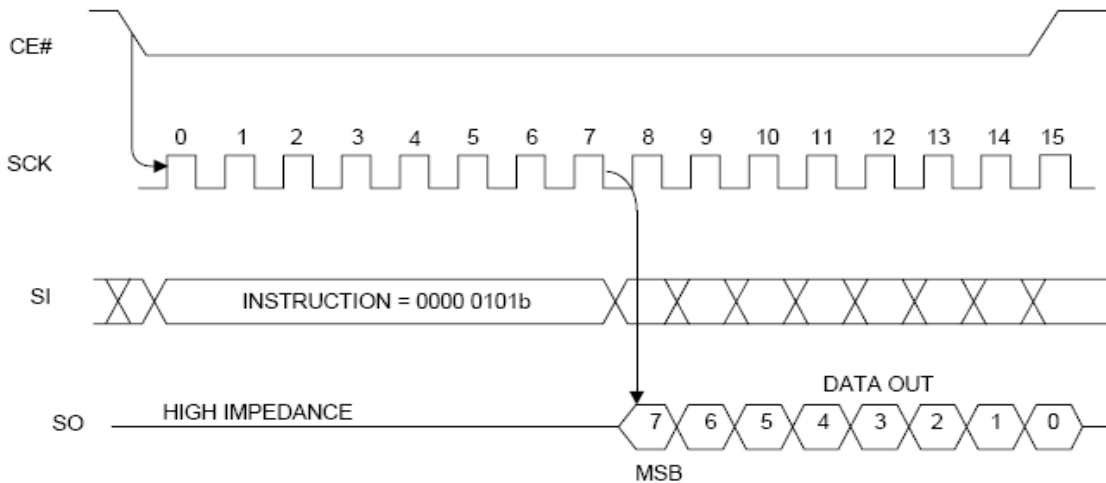 CE#
0 1 2 3 4 5 6 7 8 9 10 11 12 13 14 15
SCK
SI INSTRUCTION = 0000 0101b
DATA OUT
HIGH IMPEDANCE
SO 7 6 5 4 3 2 1 0
MSB